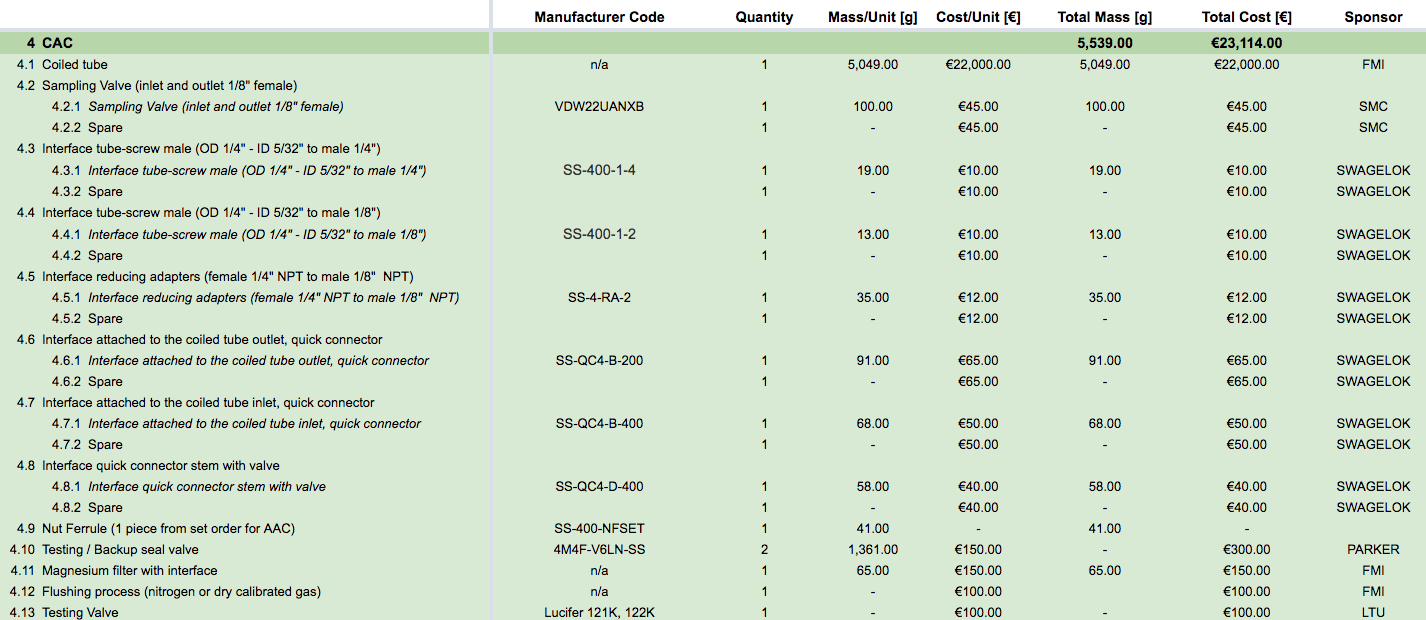 Manufacturer Code Quantity Mass/Unit [g] Cost/Unit [€] Total Mass [g] Total Cost [€] Sponsor
4 CAC 5,539.00 €23,114.00
4.1 Coiled tube n/a 1 5,049.00 €22,000.00 5,049.00 €22,000.00 FMI
4.2 Sampling Valve (inlet and outlet 1/8" female)
4.2.1 Sampling Valve (inlet and outlet 1/8" female) VDW22UANXB 1 100.00 €45.00 100.00 €45.00 SMC
4.2.2 Spare 1 - €45.00 - €45.00 SMC
4.3 Interface tube-screw male (OD 1/4" - ID 5/32" to male 1/4")
4.3.1 Interface tube-screw male (OD 1/4" - ID 5/32" to male 1/4") SS-400-1-4 1 19.00 €10.00 19.00 €10.00 SWAGELOK
4.3.2 Spare 1 - €10.00 - €10.00 SWAGELOK
4.4 Interface tube-screw male (OD 1/4" - ID 5/32" to male 1/8")
4.4.1 Interface tube-screw male (OD 1/4" - ID 5/32" to male 1/8") SS-400-1-2 1 13.00 €10.00 13.00 €10.00 SWAGELOK
4.4.2 Spare 1 - €10.00 - €10.00 SWAGELOK
4.5 Interface reducing adapters (female 1/4" NPT to male 1/8" NPT)
4.5.1 Interface reducing adapters (female 1/4" NPT to male 1/8" NPT) SS-4-RA-2 1 35.00 €12.00 35.00 €12.00 SWAGELOK
4.5.2 Spare 1 - €12.00 - €12.00 SWAGELOK
4.6 Interface attached to the coiled tube outlet, quick connector
4.6.1 Interface attached to the coiled tube outlet, quick connector SS-QC4-B-200 1 91.00 €65.00 91.00 €65.00 SWAGELOK
4.6.2 Spare 1 - €65.00 - €65.00 SWAGELOK
4.7 Interface attached to the coiled tube inlet, quick connector
4.7.1 Interface attached to the coiled tube inlet, quick connector SS-QC4-B-400 1 68.00 €50.00 68.00 €50.00 SWAGELOK
4.7.2 Spare 1 - €50.00 - €50.00 SWAGELOK
4.8 Interface quick connector stem with valve
4.8.1 Interface quick connector stem with valve SS-QC4-D-400 1 58.00 €40.00 58.00 €40.00 SWAGELOK
4.8.2 Spare 1 - €40.00 - €40.00 SWAGELOK
4.9 Nut Ferrule (1 piece from set order for AAC) SS-400-NFSET 1 41.00 - 41.00 -
4.10 Testing / Backup seal valve 4M4F-V6LN-SS 2 1,361.00 €150.00 - €300.00 PARKER
4.11 Magnesium filter with interface n/a 1 65.00 €150.00 65.00 €150.00 FMI
4.12 Flushing process (nitrogen or dry calibrated gas) n/a 1 - €100.00 - €100.00 FMI
4.13 Testing Valve Lucifer 121K, 122K 1 - €100.00 - €100.00 LTU